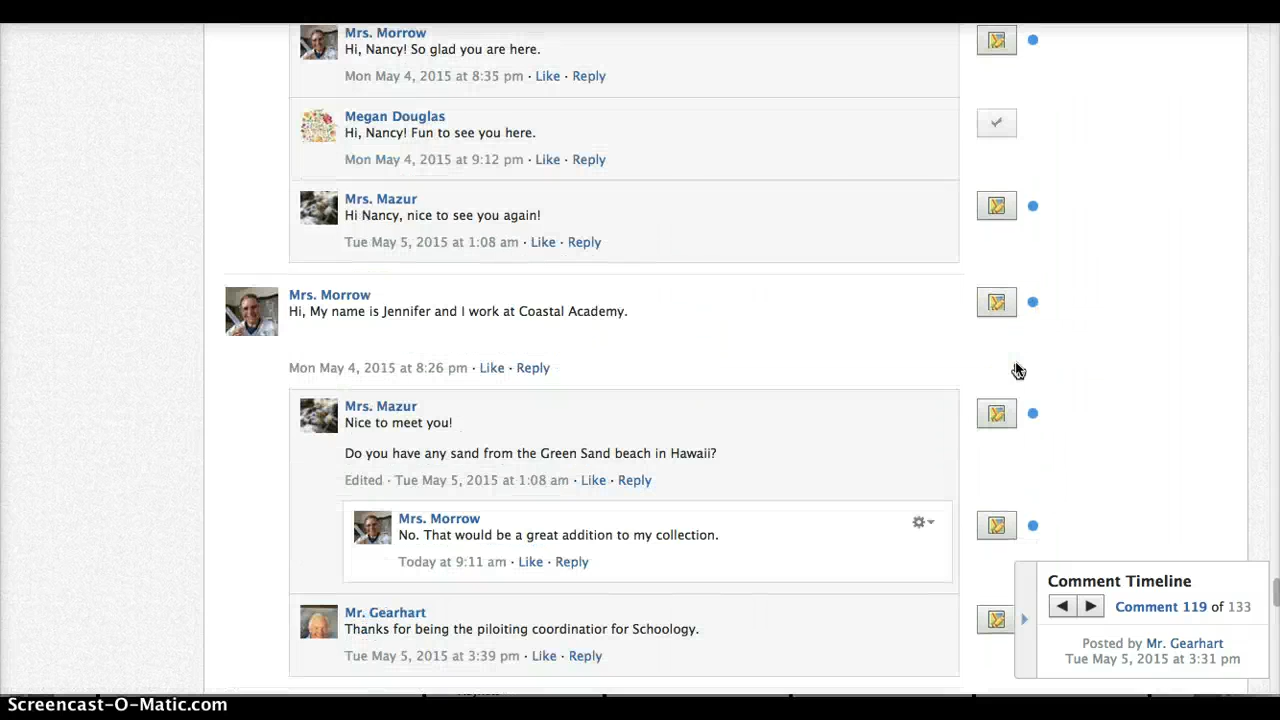 Mrs. Morrow
Hi, Nancy! So glad you are here.
Mon May 4, 2015 at 8:35 pm · Like · Reply
Megan Douglas
Hi, Nancy! Fun to see you here.
Mon May 4, 2015 at 9:12 pm · Like · Reply
Mrs. Mazur
Hi Nancy, nice to see you again!
Tue May 5, 2015 at 1:08 am · Like · Reply
Mrs. Morrow
Hi, My name is Jennifer and I work at Coastal Academy.
Mon May 4, 2015 at 8:26 pm · Like · Reply
Mrs. Mazur
Nice to meet you!
Do you have any sand from the Green Sand beach in Hawaii?
Edited · Tue May 5, 2015 at 1:08 am · Like · Reply
Mrs. Morrow
No. That would be a great addition to my collection.
Today at 9:11 am · Like · Reply
Mr. Gearhart
Thanks for being the piloiting coordinatior for Schoology.
Tue May 5, 2015 at 3:39 pm · Like · Reply
Comment Timeline
Comment 119 of 133
Posted by Mr. Gearhart
Tue May 5, 2015 at 3:31 pm
Screencast-O-Matic.com